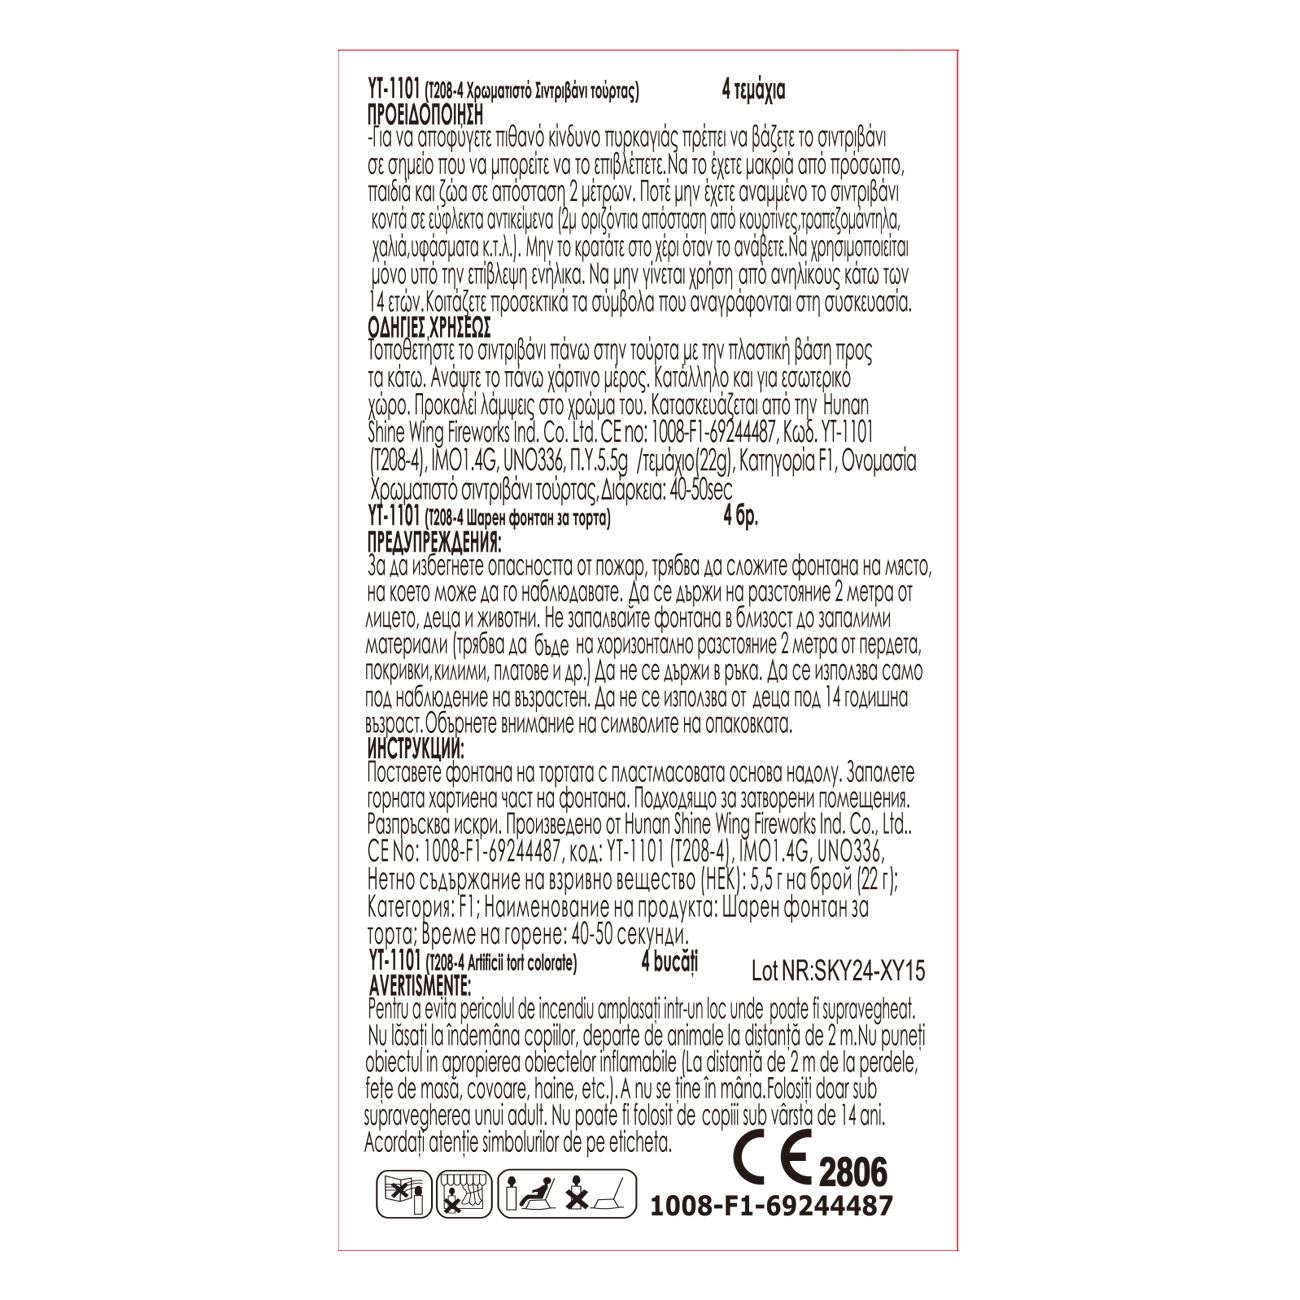 YT-1101 (T208-4 Χρωματιστό Σιντριβάνι τούρτας) 4 τεμάχια
ΠΡΟΕΙΔΟΠΟΙΗΣΗ
-Για να αποφύγετε πιθανό κίνδυνο πυρκαγιάς πρέπει να βάζετε το σιντριβάνι
σε σημείο που να μπορείτε να το επιβλέπετε.Να το έχετε μακριά από πρόσωπο,
παιδιά και ζώα σε απόσταση 2 μέτρων. Ποτέ μην έχετε αναμμένο το σιντριβάνι
κοντά σε εύφλεκτα αντικείμενα (2μ οριζόντια απόσταση από κουρτίνες,τραπεζομάντηλα,
χαλιά,υφάσματα κ.τ.λ.). Μην το κρατάτε στο χέρι όταν το ανάβετε.Να χρησιμοποιείται
μόνο υπό την επίβλεψη ενήλικα. Να μην γίνεται χρήση από ανηλίκους κάτω των
14 ετών.Κοιτάζετε προσεκτικά τα σύμβολα που αναγράφονται στη συσκευασία.
ΟΔΗΓΙΕΣ ΧΡΗΣΕΩΣ
Τοποθετήστε το σιντριβάνι πάνω στην τούρτα με την πλαστική βάση προς
τα κάτω. Ανάψτε το πάνω χάρτινο μέρος. Κατάλληλο και για εσωτερικό
χώρο. Προκαλεί λάμψεις στο χρώμα του. Κατασκευάζεται από την Hunan
Shine Wing Fireworks Ind. Co. Ltd. CE no: 1008-F1-69244487, Κωδ. YT-1101
(T208-4), IMO1.4G, UNO336, Π.Υ.5.5g /τεμάχιο(22g), Κατηγορία F1, Ονομασία
Χρωματιστό σιντριβάνι τούρτας, Διάρκεια: 40-50sec
YT-1101 (T208-4 Шарен фонтан за торта) 4 бр.
ПРЕДУПРЕЖДЕНИЯ:
За да избегнете опасността от пожар, трябва да сложите фонтана на място,
на което може да го наблюдавате. Да се държи на разстояние 2 метра от
лицето, деца и животни. Не запалвайте фонтана в близост до запалими
материали (трябва да бъде на хоризонтално разстояние 2 метра от пердета,
покривки,килими, платове и др.) Да не се държи в ръка. Да се използва само
под наблюдение на възрастен. Да не се използва от деца под 14 годишна
възраст.Обърнете внимание на символите на опаковката.
ИНСТРУКЦИИ:
Поставете фонтана на тортата с пластмасовата основа надолу. Запалете
горната хартиена част на фонтана. Подходящо за затворени помещения.
Разпръсква искри. Произведено от Hunan Shine Wing Fireworks Ind. Co., Ltd..
CE No: 1008-F1-69244487, код: YT-1101 (T208-4), IMO1.4G, UNO336,
Нетно съдържание на взривно вещество (НЕК): 5,5 г на брой (22 г);
Категория: F1; Наименование на продукта: Шарен фонтан за
торта; Време на горене: 40-50 секунди.
YT-1101 (T208-4 Artificii tort colorate) 4 bucăți
Lot NR:SKY24-XY15
AVERTISMENTE:
Pentru a evita pericolul de incendiu amplasați intr-un loc unde poate fi supravegheat.
Nu lăsați la îndemâna copiilor, departe de animale la distanță de 2 m.Nu puneți
obiectul in apropierea obiectelor inflamabile (La distanță de 2 m de la perdele,
fețe de masă, covoare, haine, etc.). A nu se ține în mâna.Folosiți doar sub
supravegherea unui adult. Nu poate fi folosit de copiii sub vârsta de 14 ani.
Acordați atenție simbolurilor de pe eticheta.
CE 2806
1008-F1-69244487